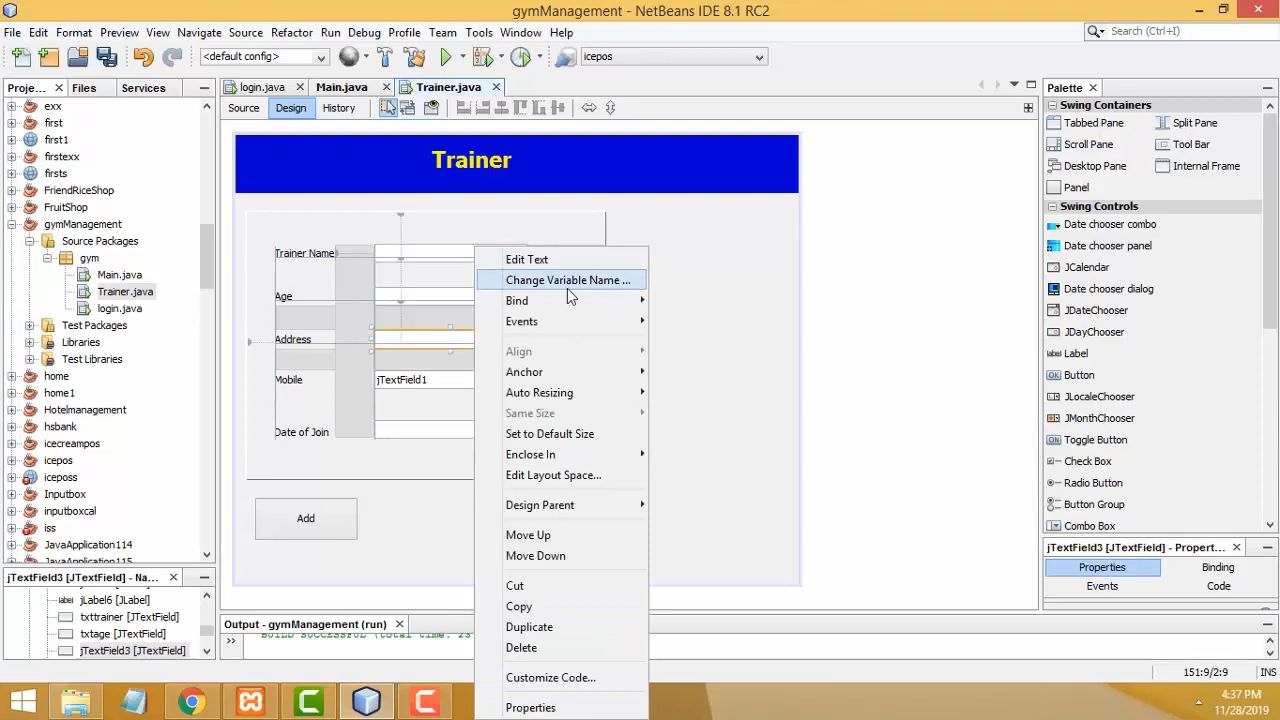 gymManagement - NetBeans IDE 8.1 RC2
File Edit Format Preview View Navigate Source Refactor Run Debug Profile Team Tools Window Help
Search (Ctrl+I)
<default config>
icepos
Proje...
Files
Services
login.java
Main.java
Trainer.java
Palette
Source
Design
History
exx
first
first1
firstexx
firsts
FriendRiceShop
FruitShop
gymManagement
Source Packages
gym
Main.java
Trainer.java
login.java
Test Packages
Libraries
Test Libraries
home
home1
Hotelmanagement
hsbank
icecreampos
icepos
iceposs
Inputbox
inputboxcal
iss
JavaApplication114
JavaApplication115
jTextField3 [JTextField] - Na...
jLabel6 [JLabel]
txttrainer [JTextField]
txtage [JTextField]
jTextField3 [JTextField]
Trainer
Trainer Name
Age
Address
Mobile
jTextField1
Date of Join
Add
Edit Text
Change Variable Name ...
Bind
Events
Align
Anchor
Auto Resizing
Same Size
Set to Default Size
Enclose In
Edit Layout Space...
Design Parent
Move Up
Move Down
Cut
Copy
Duplicate
Delete
Customize Code...
Properties
Output - gymManagement (run)
BUILD SUCCESSFUL (total time: 23
Swing Containers
Tabbed Pane
Split Pane
Scroll Pane
Tool Bar
Desktop Pane
Internal Frame
Panel
Swing Controls
Date chooser combo
Date chooser panel
JCalendar
Date chooser dialog
JDateChooser
JDayChooser
Label
Button
JLocaleChooser
JMonthChooser
Toggle Button
Check Box
Radio Button
Button Group
Combo Box
jTextField3 [JTextField] - Propert...
Properties
Binding
Events
Code
151:9/2:9
INS
4:37 PM
11/28/2019